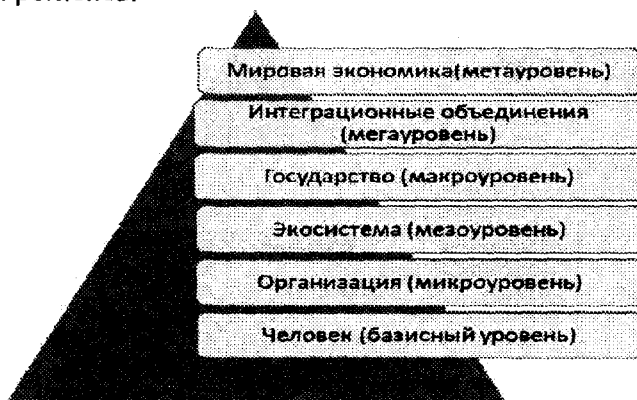 Мировая экономика(метауровень)
Интеграционные объединения
(мегауровень)
Государство (макроуровень)
Экосистема (мезоуровень)
Организация (микроуровень)
Человек (базисный уровень)